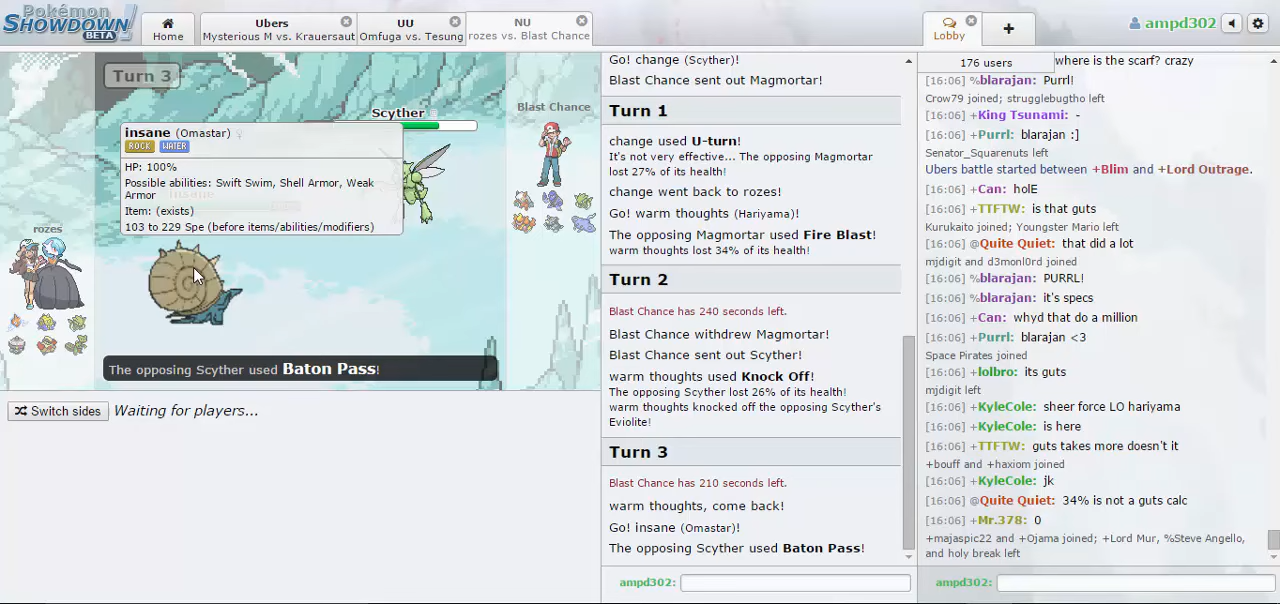 Pokémon
SHOWDOWN!
BETA
Home
Ubers
Mysterious M vs. Krauersaut
UU
Omfuga vs. Tesung
NU
rozes vs. Blast Chance
Lobby
+
ampd302
Turn 3
Scyther
Blast Chance
insane (Omastar) ♀
ROCK WATER
HP: 100%
Possible abilities: Swift Swim, Shell Armor, Weak
Armor
Item: (exists)
103 to 229 Spe (before items/abilities/modifiers)
rozes
The opposing Scyther used Baton Pass!
Switch sides
Waiting for players...
Go! change (Scyther)!
Blast Chance sent out Magmortar!
Turn 1
change used U-turn!
It's not very effective... The opposing Magmortar
lost 27% of its health!
change went back to rozes!
Go! warm thoughts (Hariyama)!
The opposing Magmortar used Fire Blast!
warm thoughts lost 34% of its health!
Turn 2
Blast Chance has 240 seconds left.
Blast Chance withdrew Magmortar!
Blast Chance sent out Scyther!
warm thoughts used Knock Off!
The opposing Scyther lost 26% of its health!
warm thoughts knocked off the opposing Scyther's
Eviolite!
Turn 3
Blast Chance has 210 seconds left.
warm thoughts, come back!
Go! insane (Omastar)!
The opposing Scyther used Baton Pass!
ampd302:
176 users
where is the scarf? crazy
[16:06] %blarajan: Purrl!
Crow79 joined; strugglebugtho left
[16:06] +King Tsunami: -
[16:06] +Purrl: blarajan :]
Senator_Squarenuts left
Ubers battle started between +Blim and +Lord Outrage.
[16:06] +Can: holE
[16:06] +TTFTW: is that guts
Kurukaito joined; Youngster Mario left
[16:06] @Quite Quiet: that did a lot
mjdigit and d3monl0rd joined
[16:06] %blarajan: PURRL!
[16:06] %blarajan: it's specs
[16:06] +Can: whyd that do a million
[16:06] +Purrl: blarajan <3
Space Pirates joined
[16:06] +lolbro: its guts
mjdigit left
[16:06] +KyleCole: sheer force LO hariyama
[16:06] +KyleCole: is here
[16:06] +TTFTW: guts takes more doesn't it
+bouff and +haxiom joined
[16:06] +KyleCole: jk
[16:06] @Quite Quiet: 34% is not a guts calc
[16:06] +Mr.378: 0
+majaspic22 and +Ojama joined; +Lord Mur, %Steve Angello,
and holy break left
ampd302: